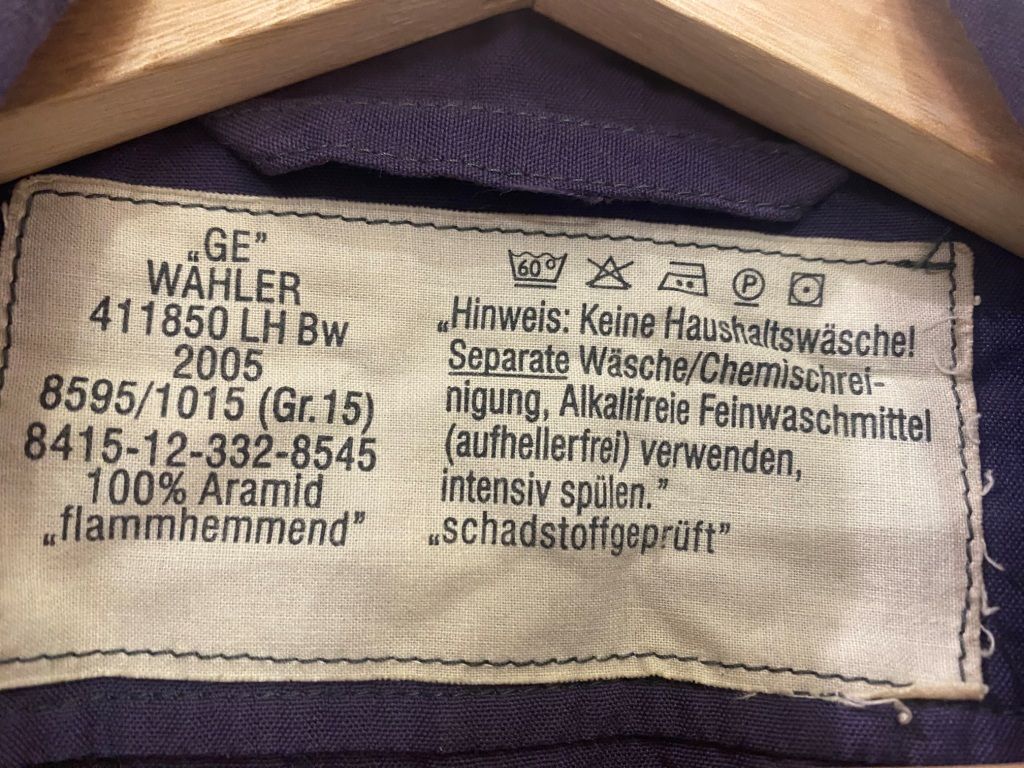 „GE”
WÄHLER
411850 LH Bw
2005
8595/1015 (Gr.15)
8415-12-332-8545
100% Aramid
„flammhemmend”
60° P
„Hinweis: Keine Haushaltswäsche!
Separate Wäsche/Chemischrei-
nigung, Alkalifreie Feinwaschmittel
(aufhellerfrei) verwenden,
intensiv spülen.”
„schadstoffgeprüft”